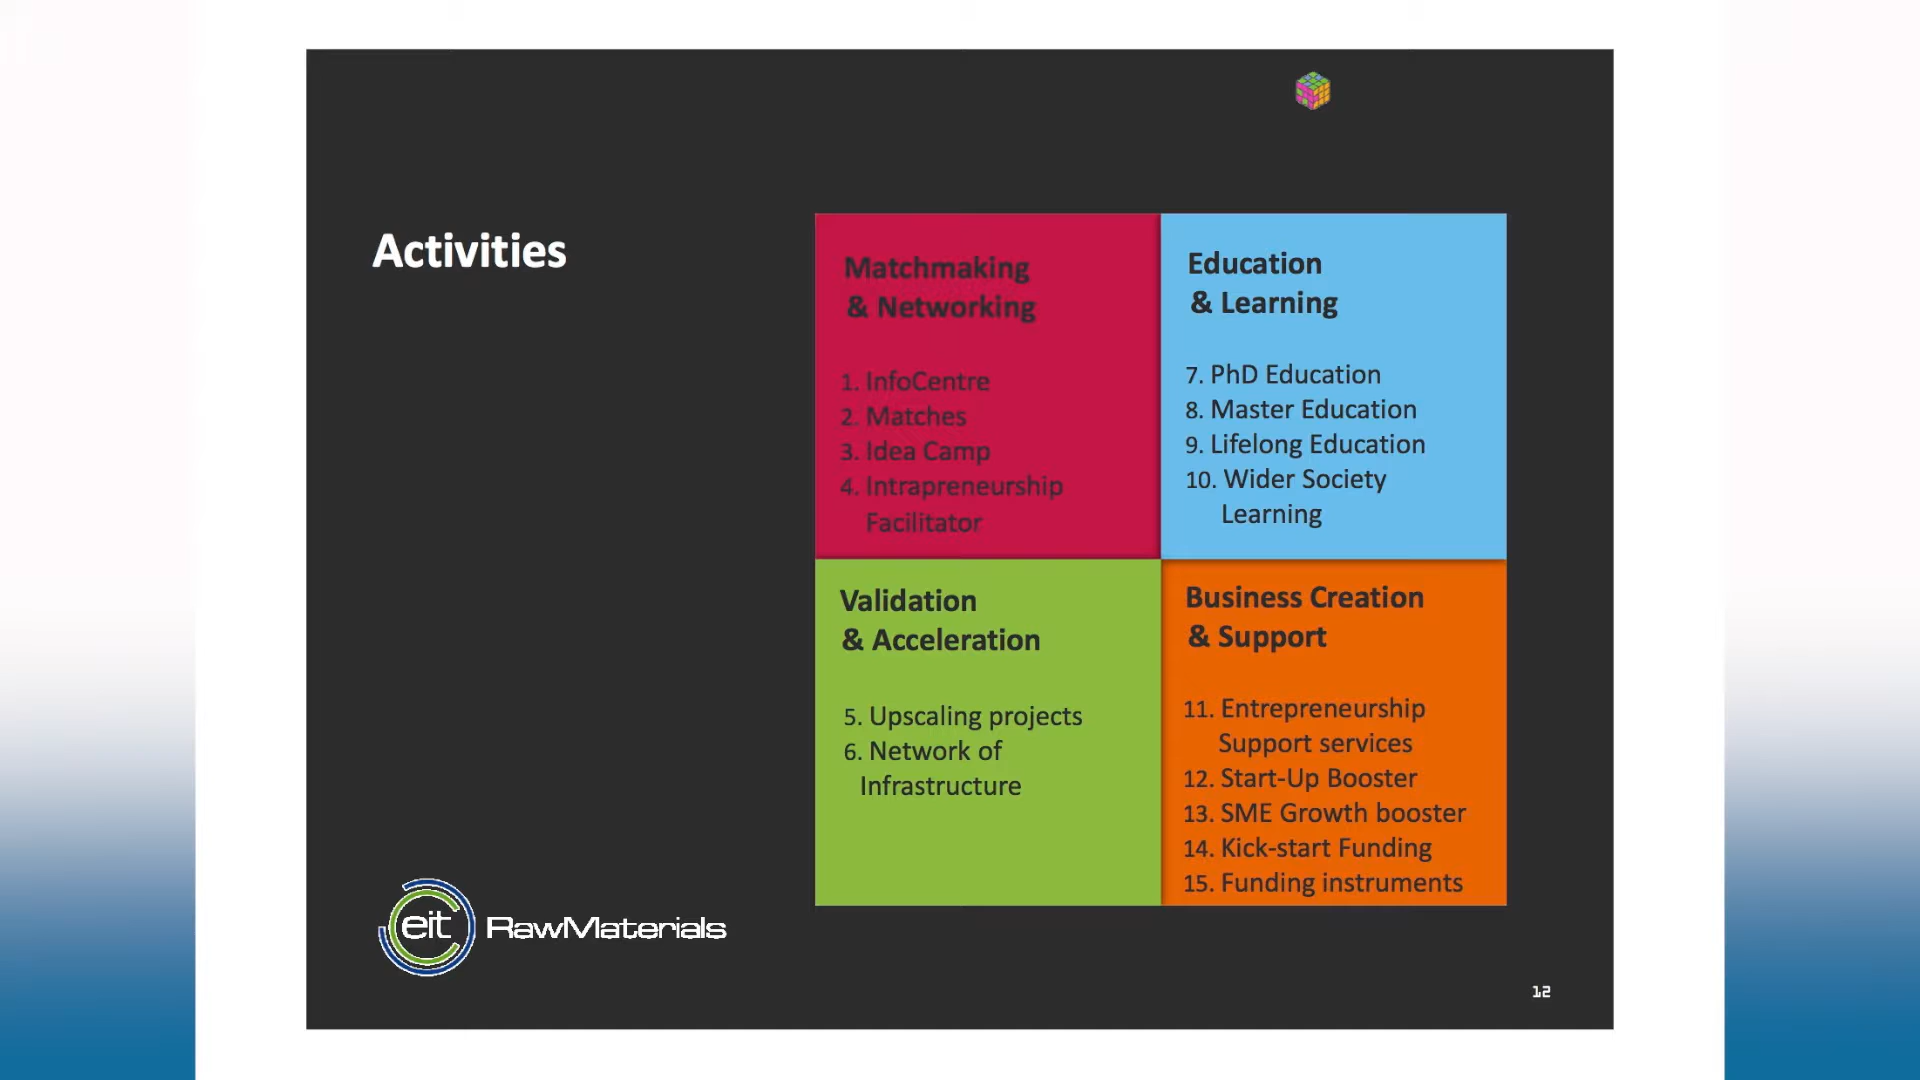 Activities
Matchmaking
& Networking
1. InfoCentre
2. Matches
3. Idea Camp
4. Intrapreneurship
Facilitator
Education
& Learning
7. PhD Education
8. Master Education
9. Lifelong Education
10. Wider Society
Learning
Validation
& Acceleration
5. Upscaling projects
6. Network of
Infrastructure
Business Creation
& Support
11. Entrepreneurship
Support services
12. Start-Up Booster
13. SME Growth booster
14. Kick-start Funding
15. Funding instruments
eit RawMaterials
12